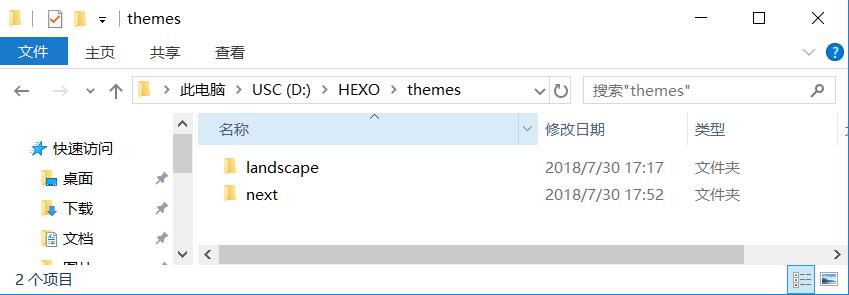 themes
文件 主页 共享 查看
此电脑 USC (D:) HEXO themes 搜索"themes"
名称 修改日期 类型
快速访问
landscape 2018/7/30 17:17 文件夹
桌面
next 2018/7/30 17:52 文件夹
下载
文档
2 个项目